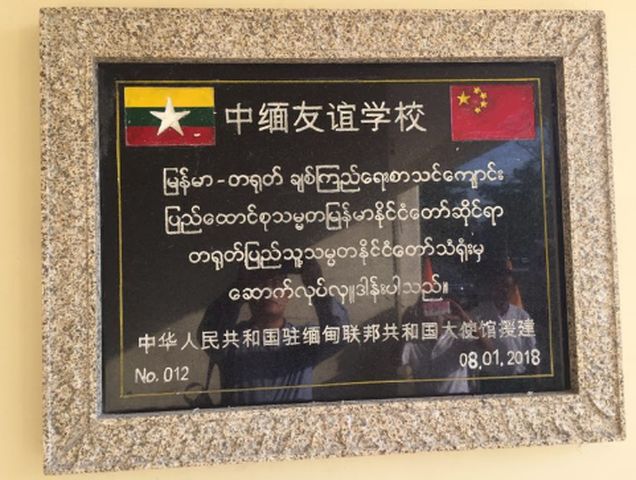 中缅友谊学校
မြန်မာ - တရုတ် ချစ်ကြည်ရေးစာသင်ကျောင်း
ပြည်ထောင်စုသမ္မတမြန်မာနိုင်ငံတော်ဆိုင်ရာ
တရုတ်ပြည်သူ့သမ္မတနိုင်ငံတော်သံရုံးမှ
ဆောက်လုပ်လှူဒါန်းပါသည်။
中华人民共和国驻缅甸联邦共和国大使馆援建
No. 012
08.01.2018